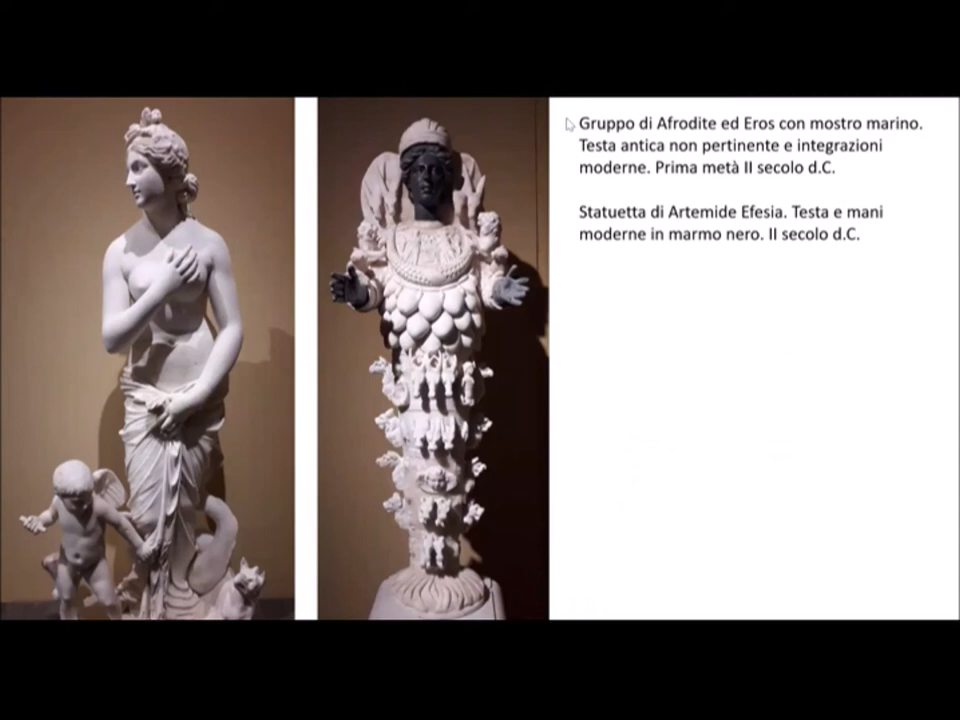 Gruppo di Afrodite ed Eros con mostro marino.
Testa antica non pertinente e integrazioni
moderne. Prima metà II secolo d.C.
Statuetta di Artemide Efesia. Testa e mani
moderne in marmo nero. II secolo d.C.